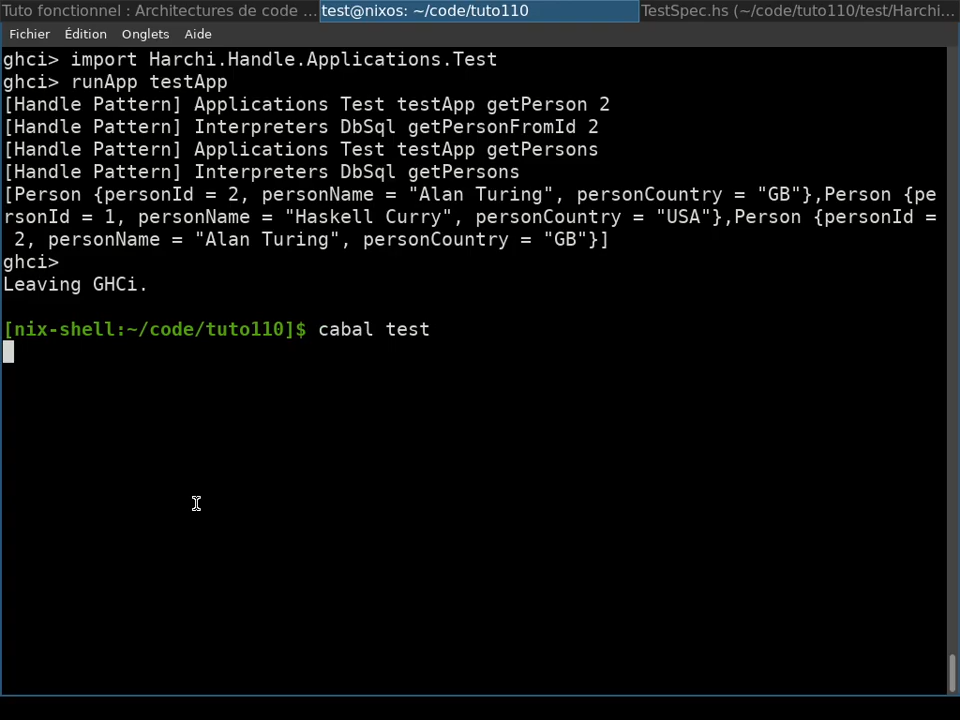 Tuto fonctionnel : Architectures de code ... test@nixos: ~/code/tuto110 TestSpec.hs (~/code/tuto110/test/Harchi...
Fichier Édition Onglets Aide
ghci> import Harchi.Handle.Applications.Test
ghci> runApp testApp
[Handle Pattern] Applications Test testApp getPerson 2
[Handle Pattern] Interpreters DbSql getPersonFromId 2
[Handle Pattern] Applications Test testApp getPersons
[Handle Pattern] Interpreters DbSql getPersons
[Person {personId = 2, personName = "Alan Turing", personCountry = "GB"},Person {pe
rsonId = 1, personName = "Haskell Curry", personCountry = "USA"},Person {personId =
 2, personName = "Alan Turing", personCountry = "GB"}]
ghci>
Leaving GHCi.
[nix-shell:~/code/tuto110]$ cabal test